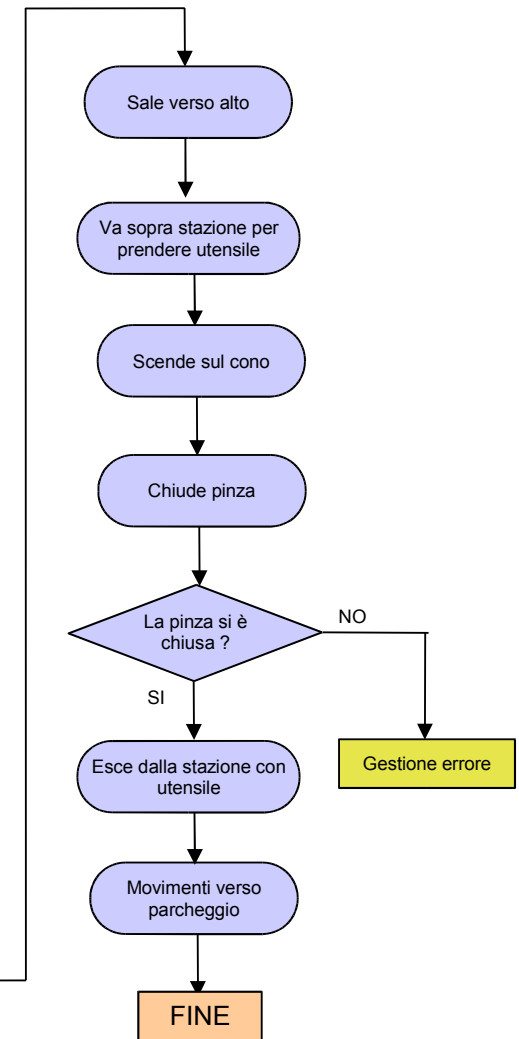 Sale verso alto
Va sopra stazione per
prendere utensile
Scende sul cono
Chiude pinza
La pinza si è
chiusa ?
NO
SI
Esce dalla stazione con
utensile
Gestione errore
Movimenti verso
parcheggio
FINE